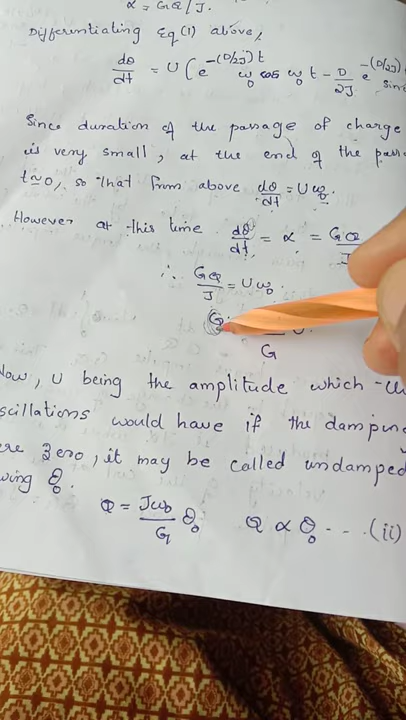 α = GQ/J.
Differentiating Eq(1) above,
dθ/dt = U(e^-(D/2J)t ω₀ cos ω₀t - D/2J e^-(D/2J) sin
Since duration of the passage of charge
is very small, at the end of the
t≃0, so that from above dθ/dt = Uω₀.
However at this time dθ/dt = α = GQ/J
∴ GQ/J = Uω₀.
G
Now, U being the amplitude which
oscillations would have if the damping
were zero, it may be called undamped
swing θ₀.
Q = Jω₀/G θ₀ Q ∝ θ₀ --- (ii)